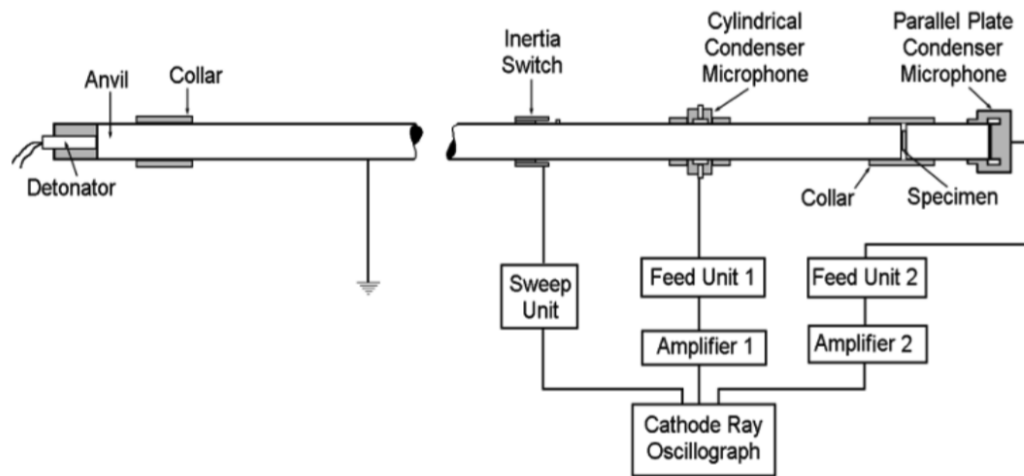 Anvil
Collar
Detonator
Inertia
Switch
Cylindrical
Condenser
Microphone
Parallel Plate
Condenser
Microphone
Collar
Specimen
Sweep
Unit
Feed Unit 1
Feed Unit 2
Amplifier 1
Amplifier 2
Cathode Ray
Oscillograph